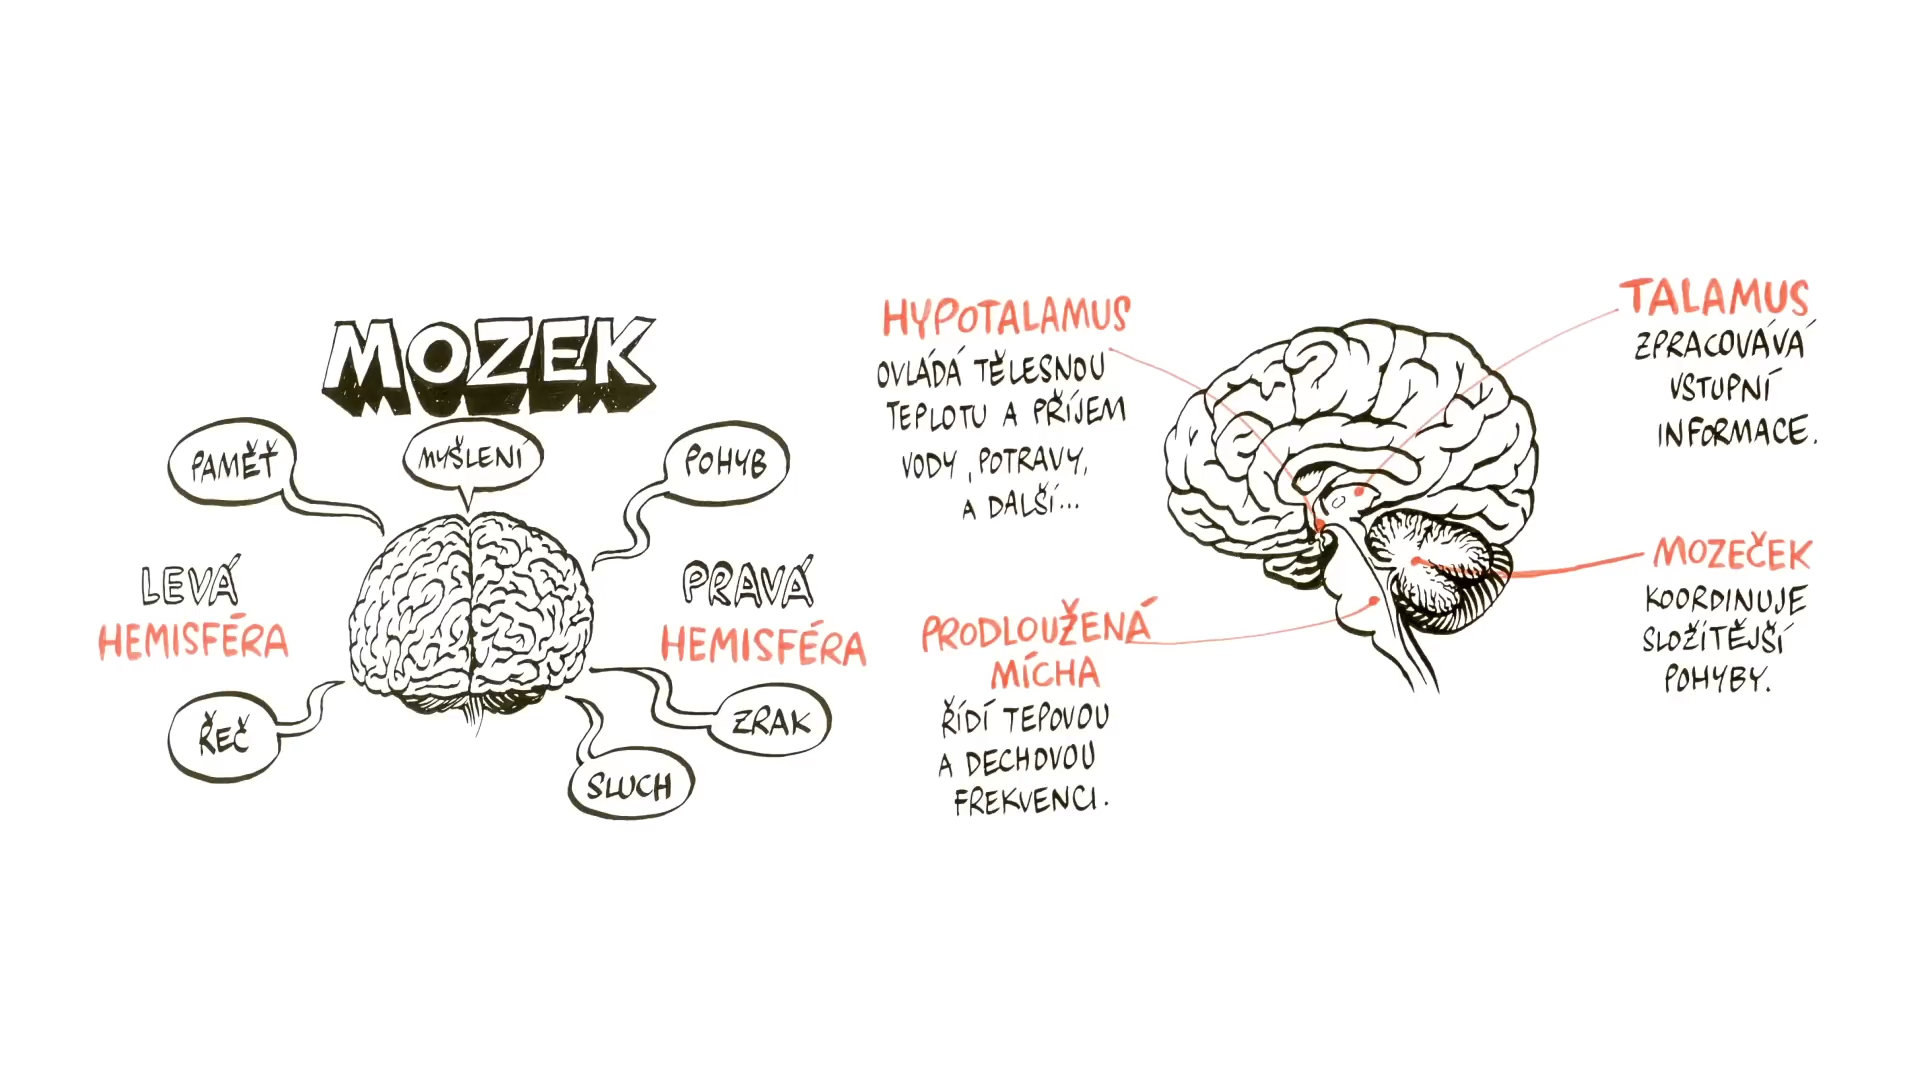 MOZEK
PAMĚŤ
MYŠLENÍ
POHYB
LEVÁ
HEMISFÉRA
PRAVÁ
HEMISFÉRA
ŘEČ
ZRAK
SLUCH
HYPOTALAMUS
OVLÁDÁ TĚLESNOU
TEPLOTU A PŘÍJEM
VODY, POTRAVY,
A DALŠÍ...
TALAMUS
ZPRACOVÁVÁ
VSTUPNÍ
INFORMACE.
PRODLOUŽENÁ
MÍCHA
ŘÍDÍ TEPOVOU
A DECHOVOU
FREKVENCI.
MOZEČEK
KOORDINUJE
SLOŽÍTĚJŠÍ
POHYBY.